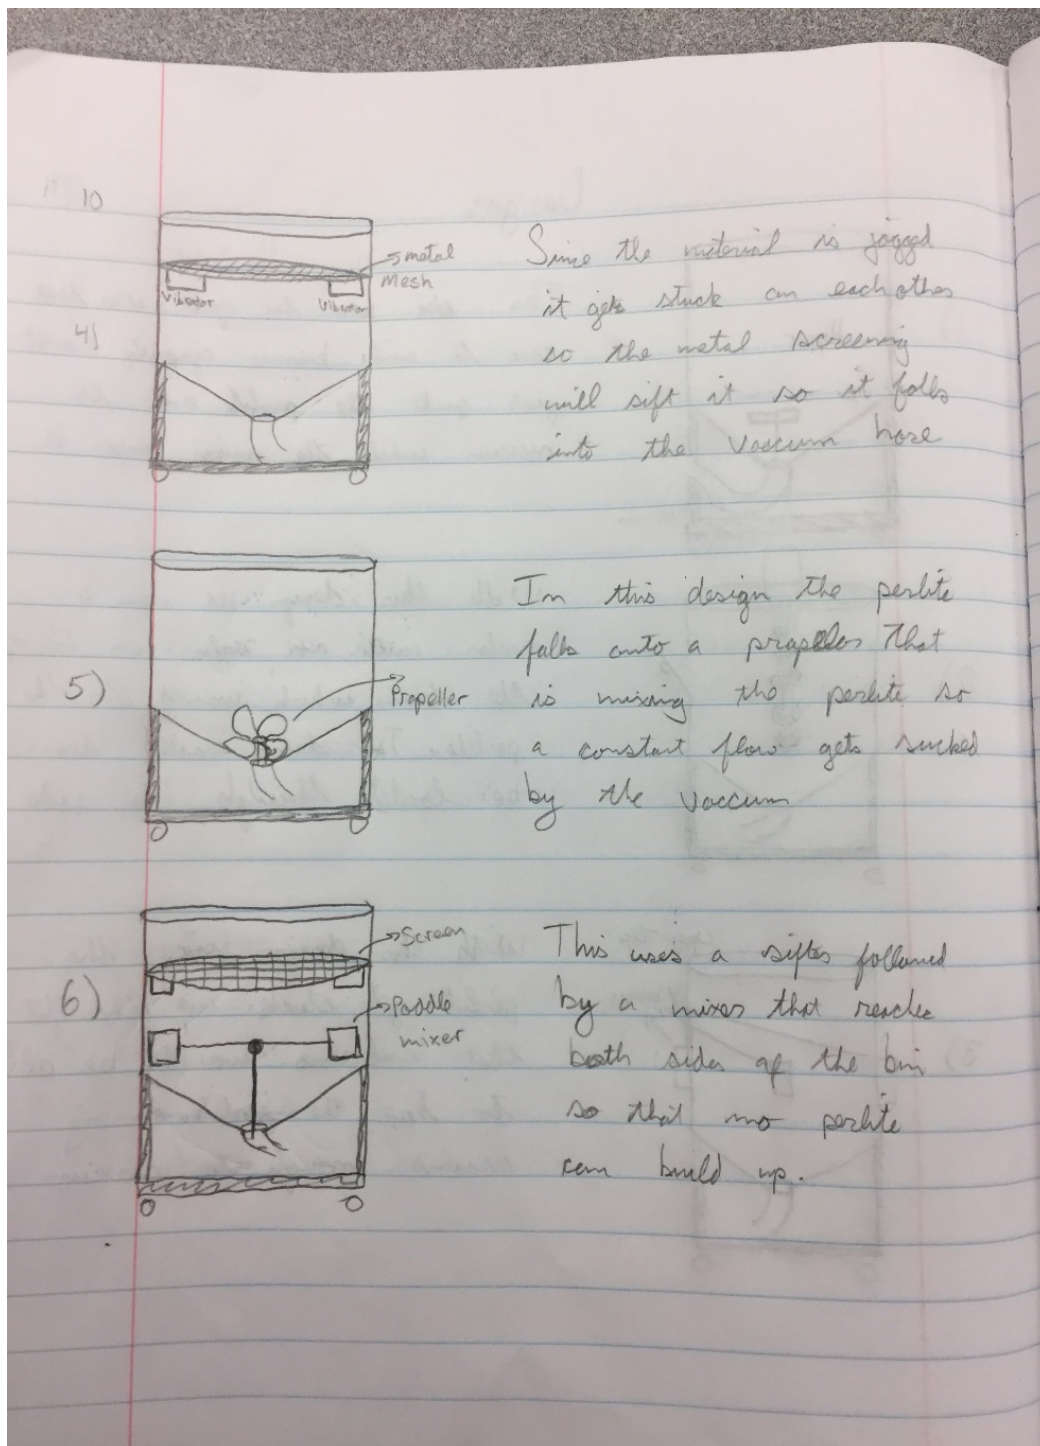 10
metal
Mesh
Vibrator
Vibrator
4)
Since the material is jagged
it gets stuck on each other
so the metal screening
will sift it so it falls
into the Vaccum hose
5)
Propeller
In this design the perlite
falls onto a propeller that
is mixing the perlite so
a constant flow gets sucked
by the Vaccum
6)
Screen
Paddle
mixer
This uses a sifter followed
by a mixer that reaches
both sides of the bin
so that no perlite
can build up.